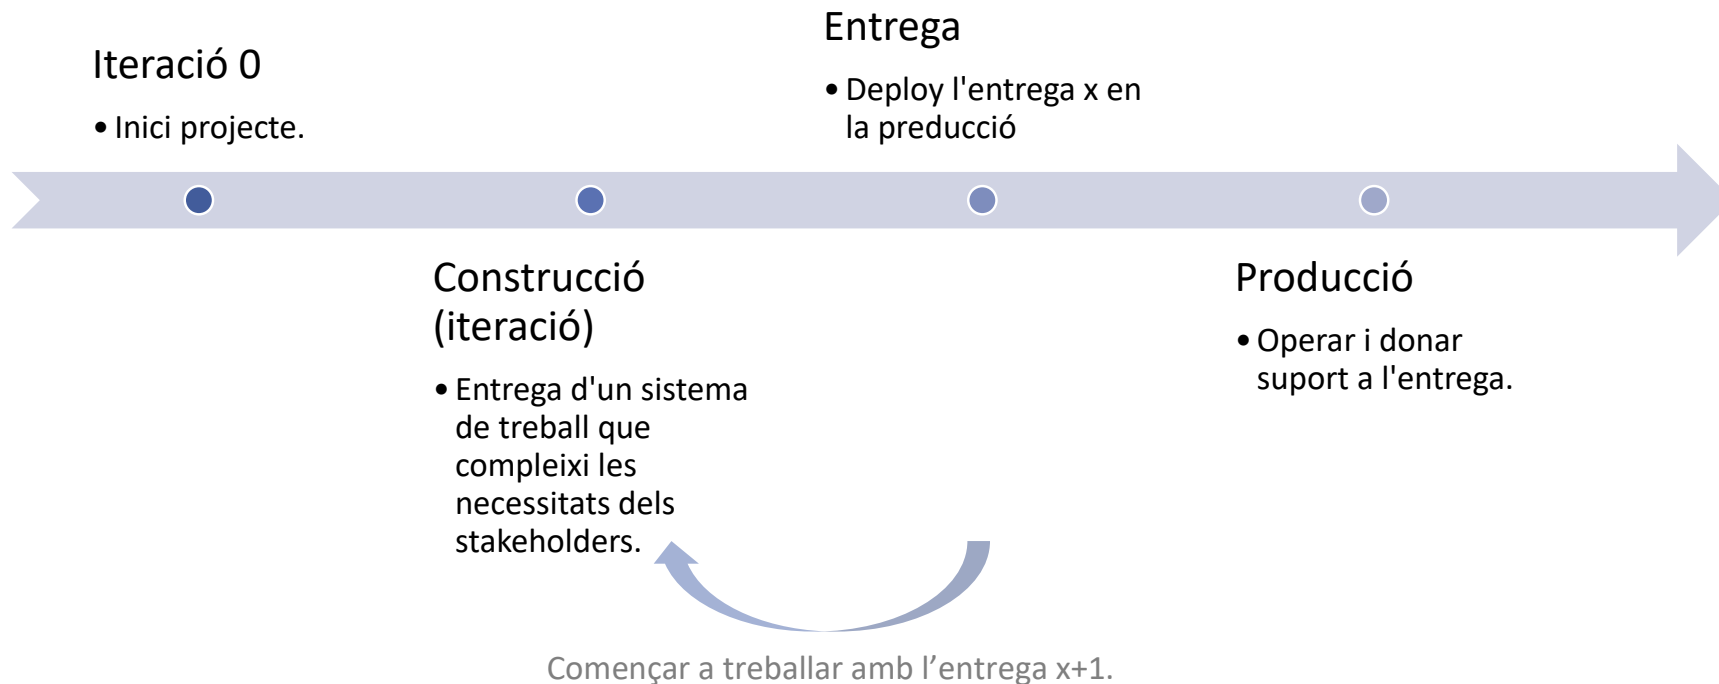 Iteració 0
• Inici projecte.
Construcció
(iteració)
• Entrega d'un sistema
de treball que
compleixi les
necessitats dels
stakeholders.
Entrega
• Deploy l'entrega x en
la preducció
Producció
• Operar i donar
suport a l'entrega.
Començar a treballar amb l’entrega x+1.